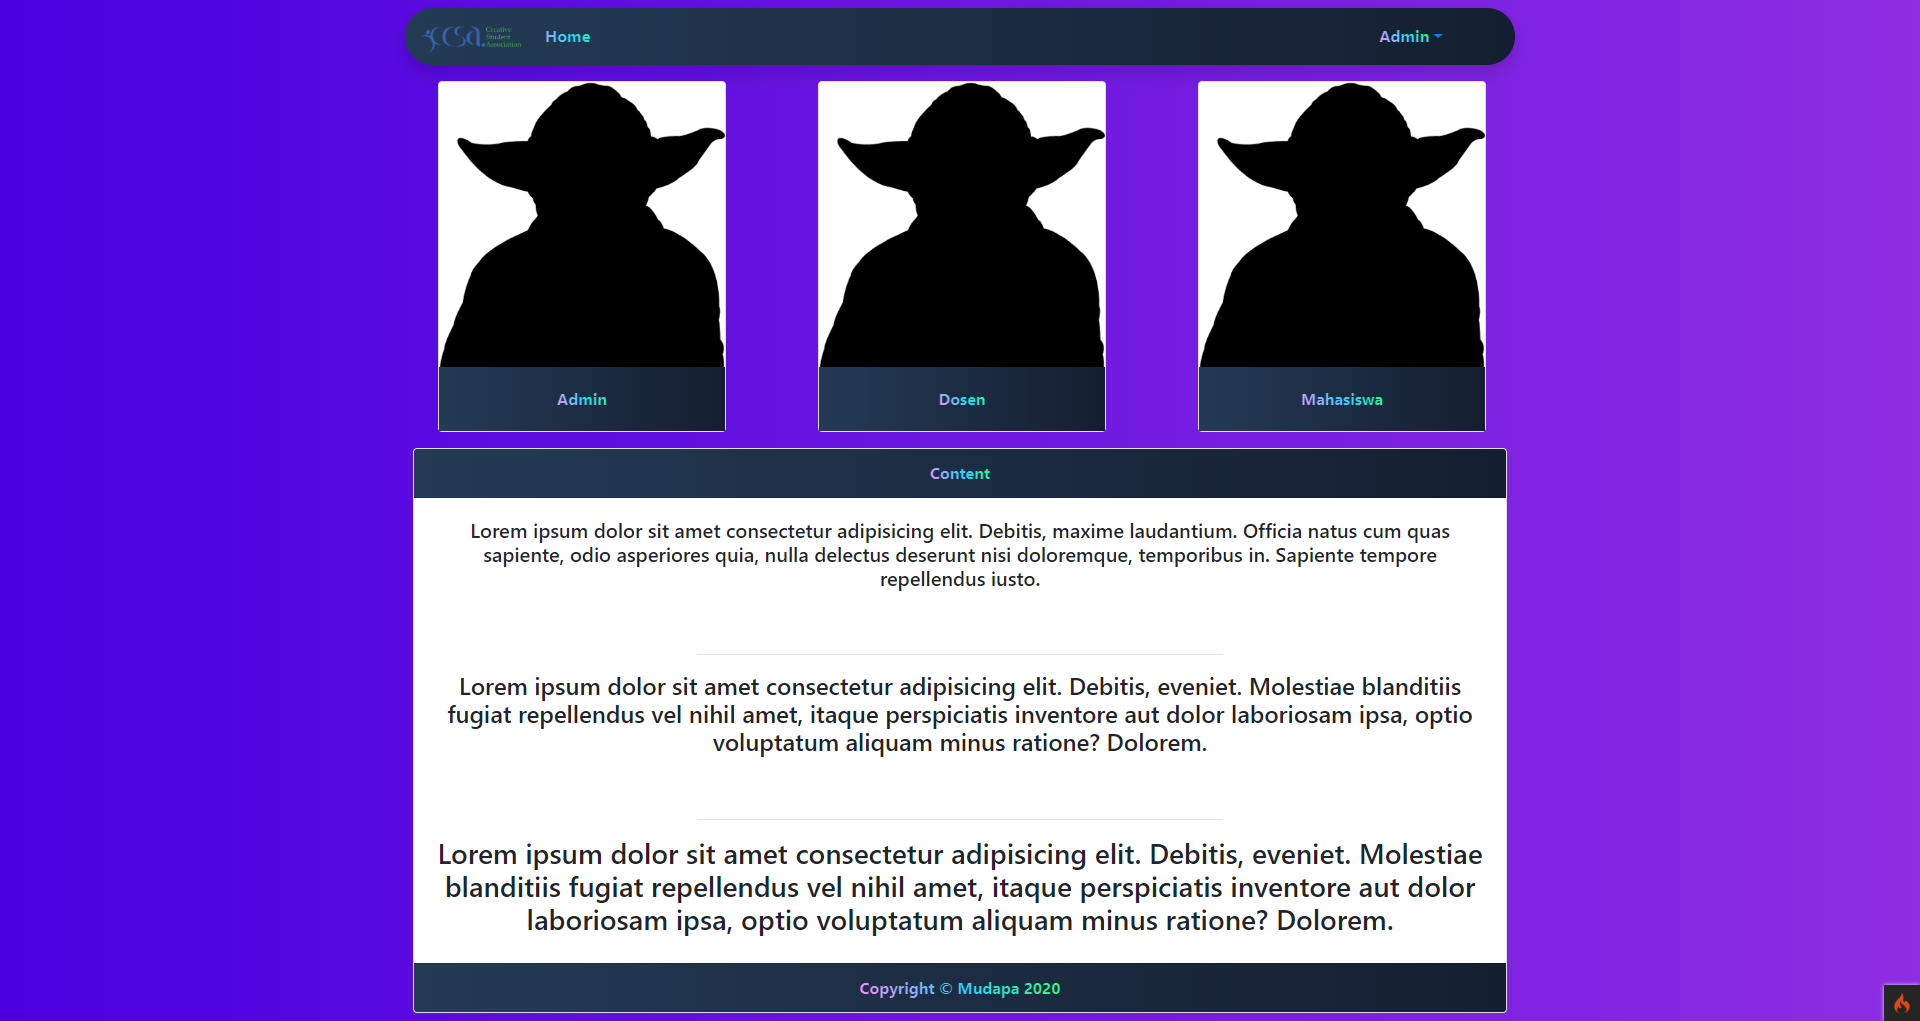 ccsa. Creative
Student
Association
Home
Admin
Admin
Dosen
Mahasiswa
Content
Lorem ipsum dolor sit amet consectetur adipisicing elit. Debitis, maxime laudantium. Officia natus cum quas
sapiente, odio asperiores quia, nulla delectus deserunt nisi doloremque, temporibus in. Sapiente tempore
repellendus iusto.
Lorem ipsum dolor sit amet consectetur adipisicing elit. Debitis, eveniet. Molestiae blanditiis
fugiat repellendus vel nihil amet, itaque perspiciatis inventore aut dolor laboriosam ipsa, optio
voluptatum aliquam minus ratione? Dolorem.
Lorem ipsum dolor sit amet consectetur adipisicing elit. Debitis, eveniet. Molestiae
blanditiis fugiat repellendus vel nihil amet, itaque perspiciatis inventore aut dolor
laboriosam ipsa, optio voluptatum aliquam minus ratione? Dolorem.
Copyright © Mudapa 2020